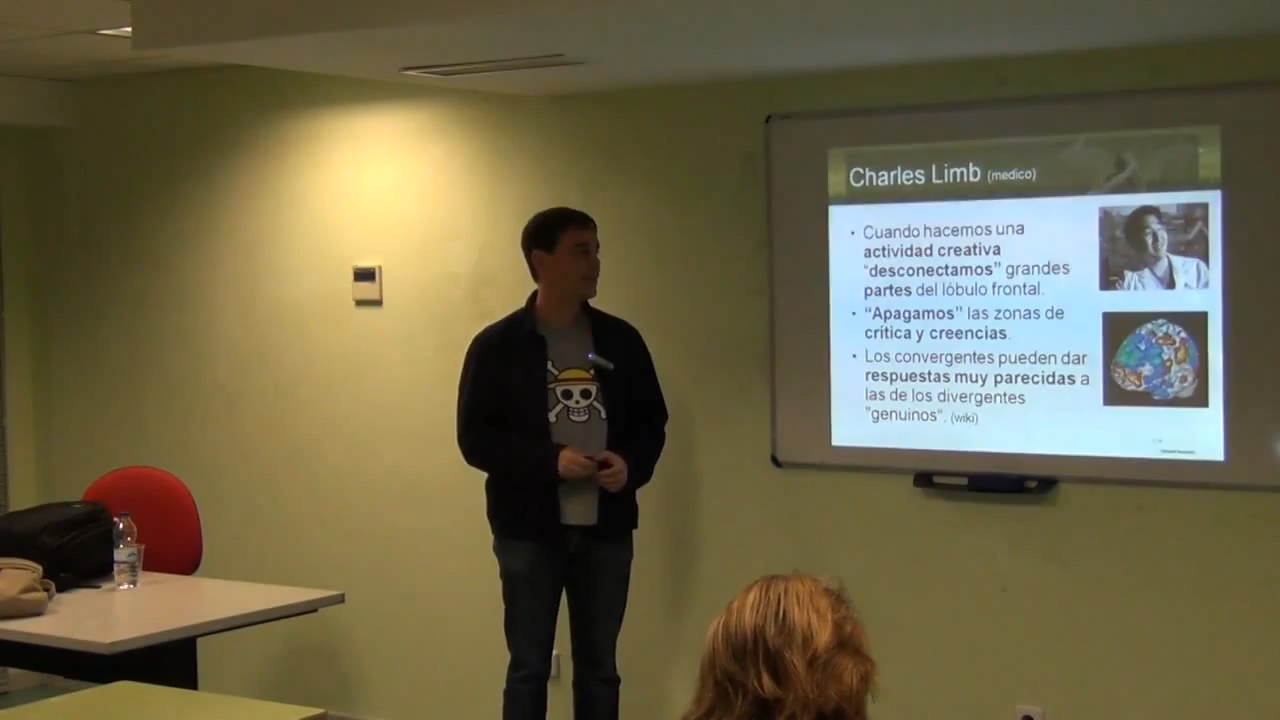 Charles Limb (medico)
• Cuando hacemos una
actividad creativa
"desconectamos" grandes
partes del lóbulo frontal.
• "Apagamos" las zonas de
crítica y creencias.
• Los convergentes pueden dar
respuestas muy parecidas a
las de los divergentes
"genuinos". (wiki)